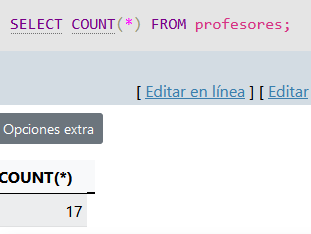 SELECT COUNT(*) FROM profesores;
[ Editar en línea ] [ Editar
Opciones extra
COUNT(*)
17